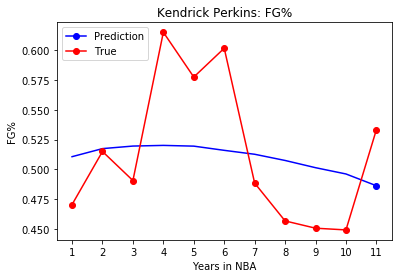 Kendrick Perkins: FG%
Prediction
True
0.600
0.575
0.550
0.525
0.500
0.475
0.450
FG%
1 2 3 4 5 6 7 8 9 10 11
Years in NBA